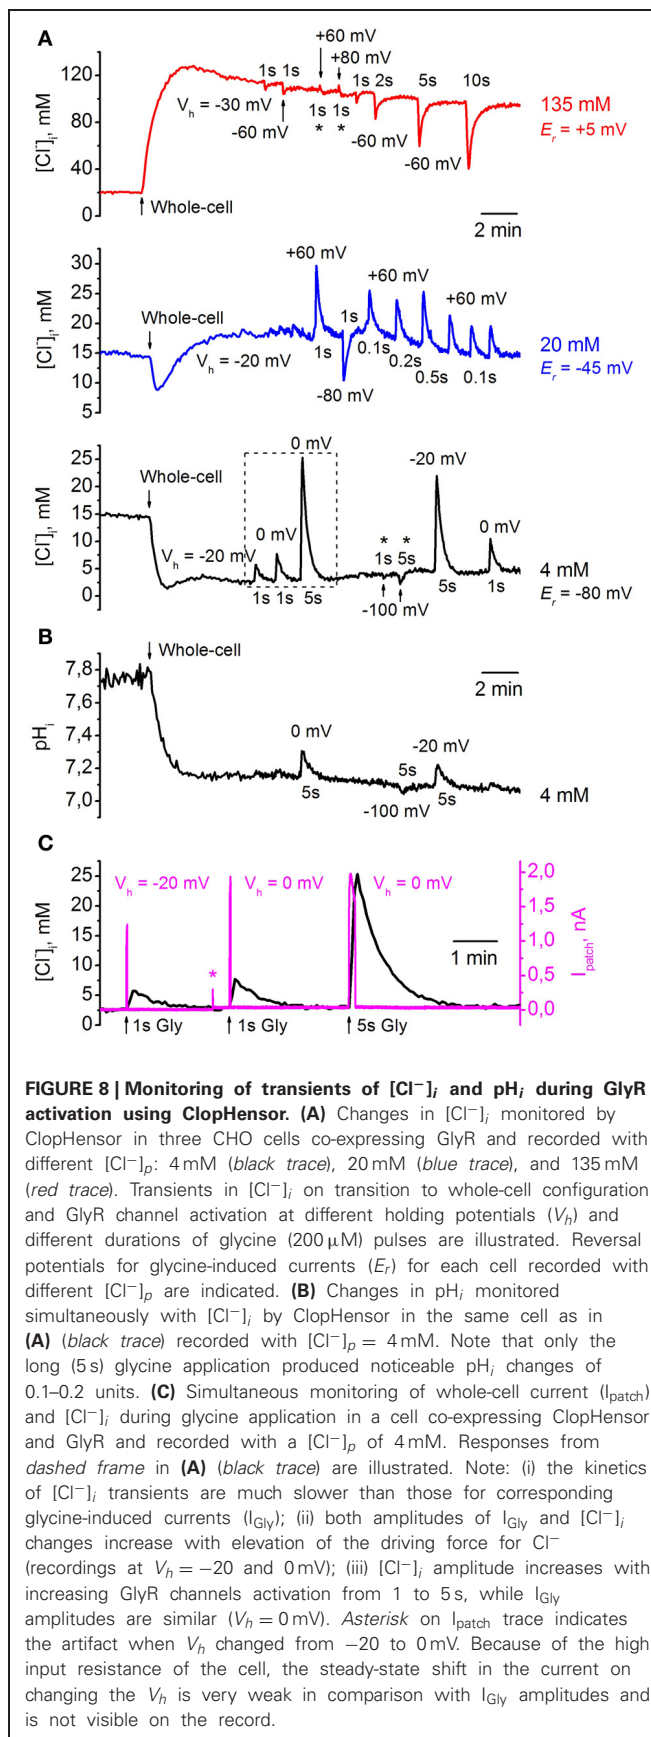 A
+60 mV
+80 mV
1s 1s
1s 2s
5s
10s
120
80
40
20
0
[Cl-]i, mM
Vh = -30 mV
-60 mV
1s 1s
* *
-60 mV
-60 mV
135 mM
Er = +5 mV
Whole-cell
2 min
30
25
20
15
10
5
[Cl-]i, mM
+60 mV
+60 mV
+60 mV
Whole-cell
Vh = -20 mV
1s
1s
0.1s
0.2s
0.5s
0.1s
-80 mV
20 mM
Er = -45 mV
25
20
15
10
5
0
[Cl-]i, mM
0 mV
Whole-cell
-20 mV
0 mV
Vh = -20 mV
0 mV
* *
1s 5s
1s 1s 5s
-100 mV
5s
1s
4 mM
Er = -80 mV
B
Whole-cell
2 min
7,8
7,6
7,2
7,0
pHi
0 mV
-20 mV
5s
5s
5s
-100 mV
4 mM
C
25
20
15
10
5
2
0
[Cl-]i, mM
Vh = -20 mV
Vh = 0 mV
Vh = 0 mV
1 min
*
2,0
1,5
1,0
0,5
0,0
Ipatch, nA
1s Gly
1s Gly
5s Gly
FIGURE 8 | Monitoring of transients of [Cl−]i and pHi during GlyR
activation using ClopHensor. (A) Changes in [Cl−]i monitored by
ClopHensor in three CHO cells co-expressing GlyR and recorded with
different [Cl−]p: 4 mM (black trace), 20 mM (blue trace), and 135 mM
(red trace). Transients in [Cl−]i on transition to whole-cell configuration
and GlyR channel activation at different holding potentials (Vh) and
different durations of glycine (200 μM) pulses are illustrated. Reversal
potentials for glycine-induced currents (Er) for each cell recorded with
different [Cl−]p are indicated. (B) Changes in pHi monitored
simultaneously with [Cl−]i by ClopHensor in the same cell as in
(A) (black trace) recorded with [Cl−]p = 4 mM. Note that only the
long (5 s) glycine application produced noticeable pHi changes of
0.1–0.2 units. (C) Simultaneous monitoring of whole-cell current (Ipatch)
and [Cl−]i during glycine application in a cell co-expressing ClopHensor
and GlyR and recorded with a [Cl−]p of 4 mM. Responses from
dashed frame in (A) (black trace) are illustrated. Note: (i) the kinetics
of [Cl−]i transients are much slower than those for corresponding
glycine-induced currents (IGly); (ii) both amplitudes of IGly and [Cl−]i
changes increase with elevation of the driving force for Cl−
(recordings at Vh = −20 and 0 mV); (iii) [Cl−]i amplitude increases with
increasing GlyR channels activation from 1 to 5 s, while IGly
amplitudes are similar (Vh = 0 mV). Asterisk on Ipatch trace indicates
the artifact when Vh changed from −20 to 0 mV. Because of the high
input resistance of the cell, the steady-state shift in the current on
changing the Vh is very weak in comparison with IGly amplitudes and
is not visible on the record.